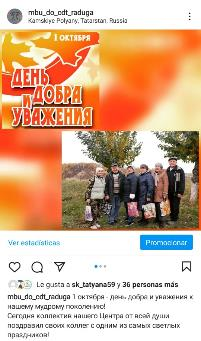 mbu_do_cdt_raduga
Kamskiye Polyany, Tatarstan, Russia
1 ОКТЯБРЯ
ДЕНЬ
ДОБРА
И
УВАЖЕНИЯ
Ver estadísticas
Promocionar
Le gusta a sk_tatyana59 y 36 personas más
mbu_do_cdt_raduga 1 октября - день добра и уважения к
нашему мудрому поколению!
Сегодня коллектив нашего Центра от всей души
поздравил своих коллег с одним из самых светлых
праздников!